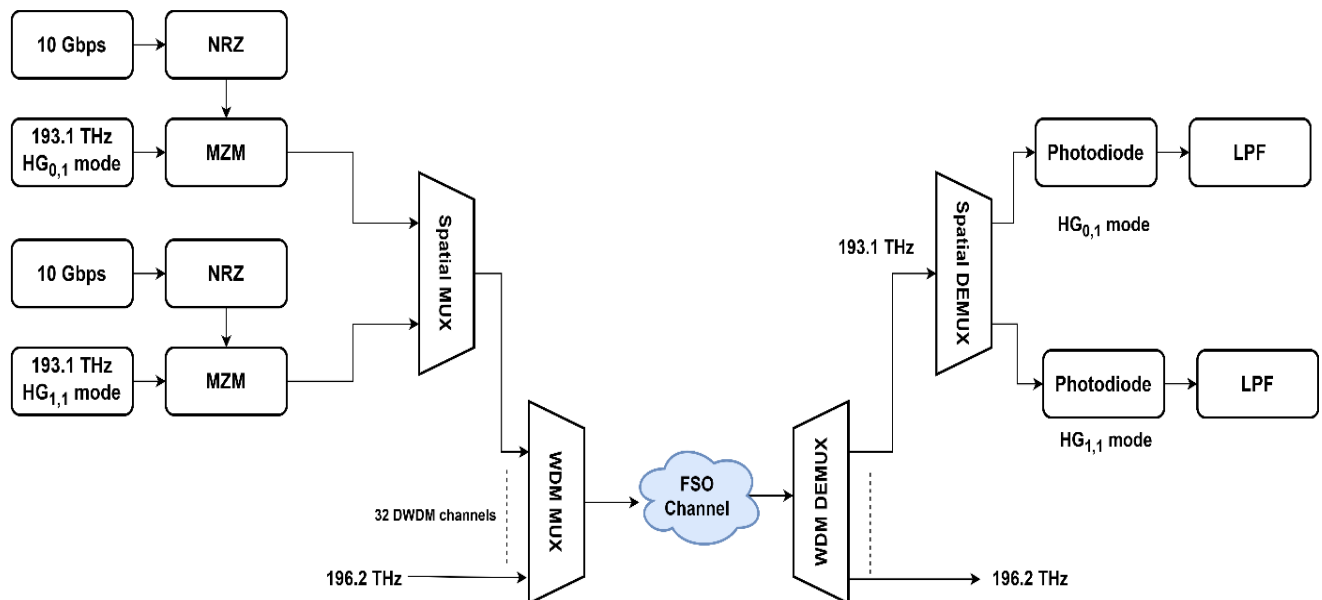 10 Gbps
NRZ
193.1 THz
HG0,1 mode
MZM
10 Gbps
NRZ
193.1 THz
HG1,1 mode
MZM
Spatial MUX
WDM MUX
32 DWDM channels
196.2 THz
FSO
Channel
WDM DEMUX
196.2 THz
193.1 THz
Spatial DEMUX
Photodiode
LPF
HG0,1 mode
Photodiode
LPF
HG1,1 mode